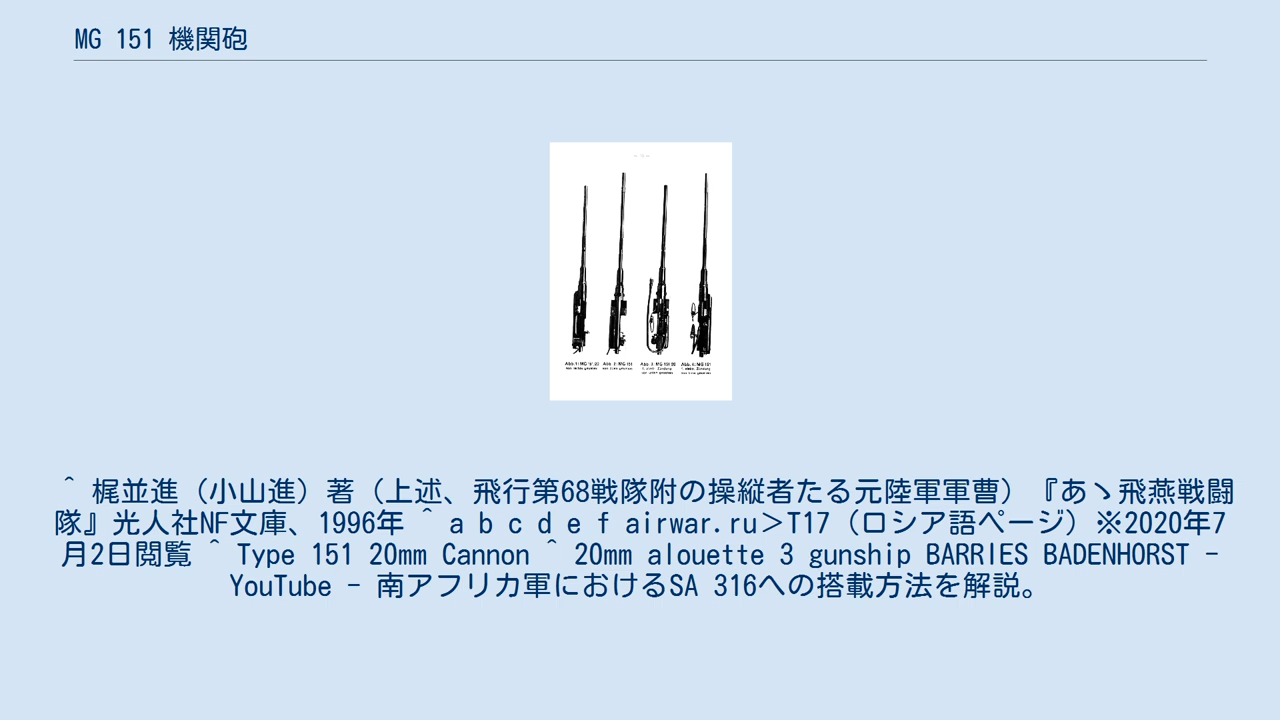 MG 151 機関砲
^ 梶並進（小山進）著（上述、飛行第68戦隊附の操縦者たる元陸軍軍曹）『あゝ飛燕戦闘
隊』光人社NF文庫、1996年 ^ a b c d e f airwar.ru＞T17（ロシア語ページ）※2020年7
月2日閲覧 ^ Type 151 20mm Cannon ^ 20mm alouette 3 gunship BARRIES BADENHORST -
YouTube - 南アフリカ軍におけるSA 316への搭載方法を解説。